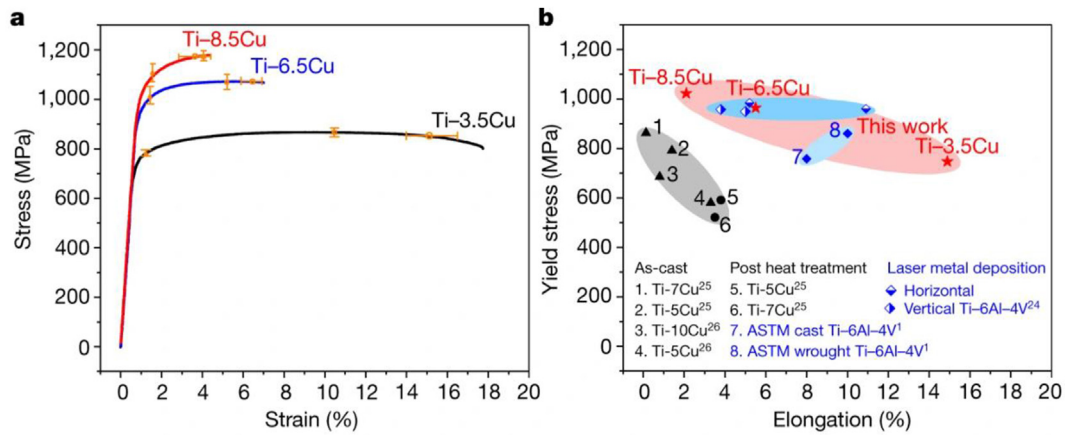 a
Stress (MPa)
1,200
1,000
800
600
400
200
0
Ti–8.5Cu
Ti–6.5Cu
Ti–3.5Cu
0 2 4 6 8 10 12 14 16 18 20
Strain (%)
b
Yield stress (MPa)
1,200
1,000
800
600
400
200
0
Ti–8.5Cu
Ti–6.5Cu
This work
Ti–3.5Cu
1
2
3
4
5
6
7
8
As-cast
1. Ti-7Cu25
2. Ti-5Cu25
3. Ti-10Cu26
4. Ti-5Cu26
Post heat treatment
5. Ti-5Cu25
6. Ti-7Cu25
7. ASTM cast Ti–6Al–4V1
8. ASTM wrought Ti–6Al–4V1
Laser metal deposition
Horizontal
Vertical Ti–6Al–4V24
0 2 4 6 8 10 12 14 16 18 20
Elongation (%)